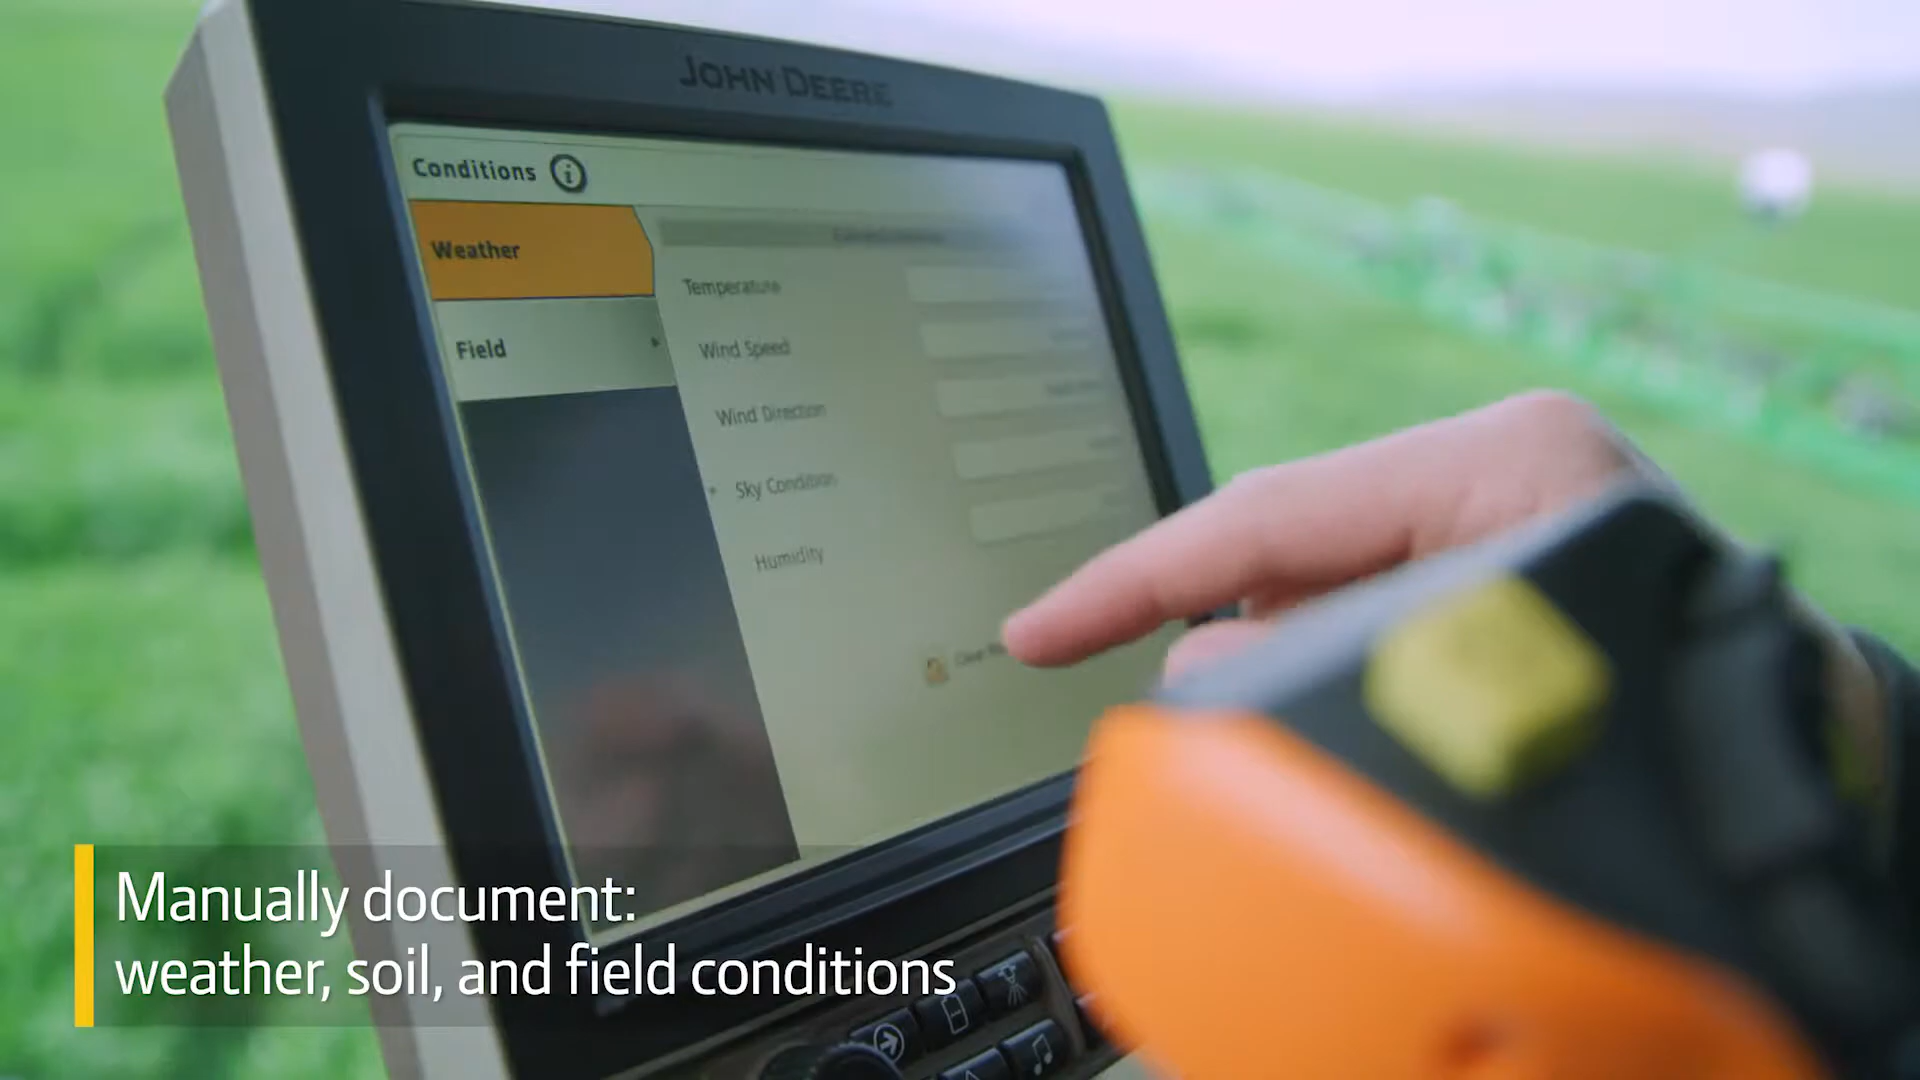 JOHN DEERE
Conditions
Weather
Field
Temperature
Wind Speed
Wind Direction
Sky Condition
Humidity
Clear
Manually document:
weather, soil, and field conditions